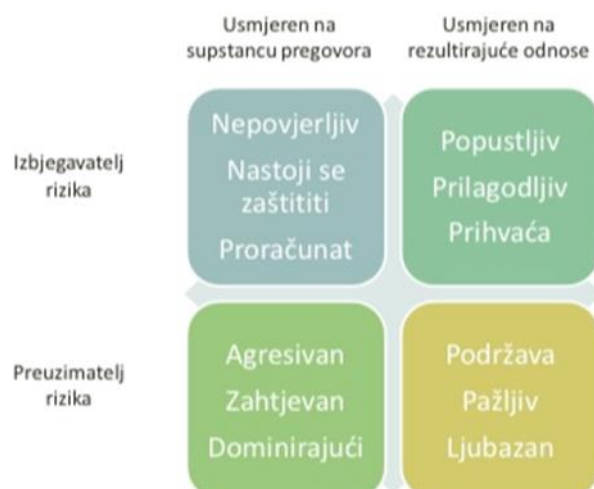 Usmjeren na
supstancu pregovora
Usmjeren na
rezultirajuće odnose
Izbjegavatelj
rizika
Nepovjerljiv
Nastoji se
zaštititi
Proračunat
Popustljiv
Prilagodljiv
Prihvaća
Preuzimatelj
rizika
Agresivan
Zahtjevan
Dominirajući
Podržava
Pažljiv
Ljubazan